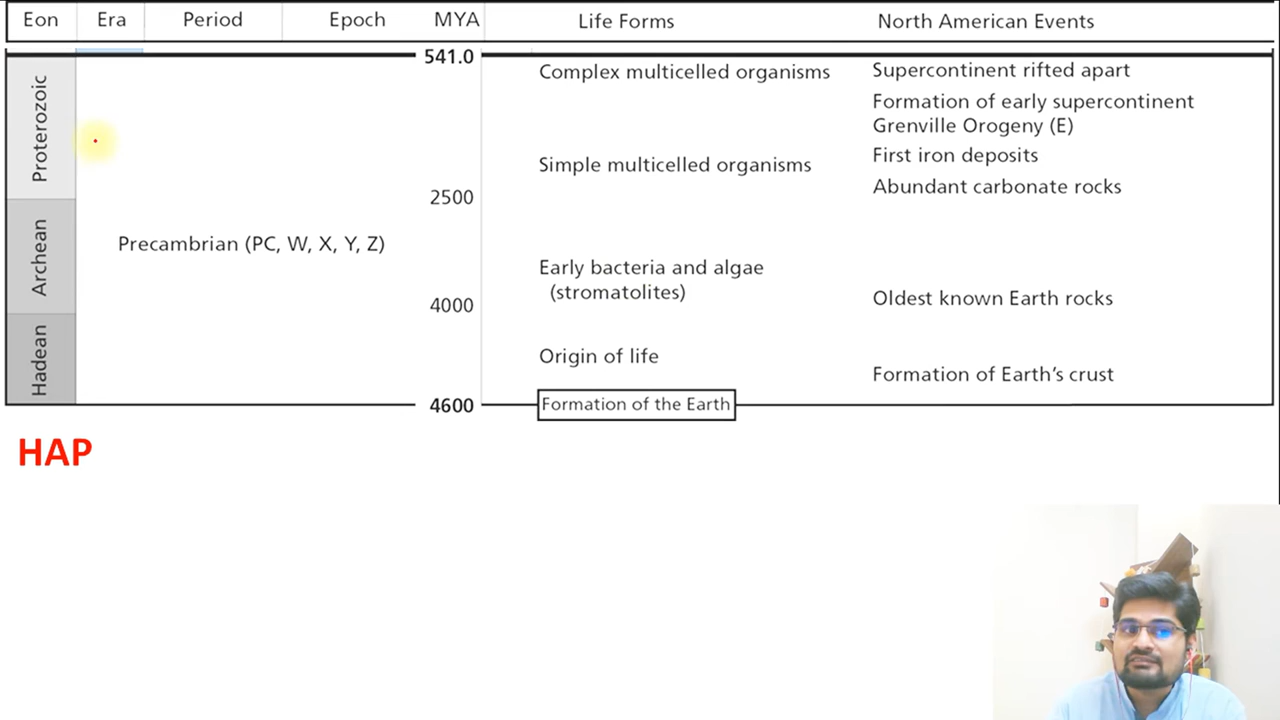 Eon Era Period Epoch MYA Life Forms North American Events
541.0
Proterozoic
Complex multicelled organisms
Supercontinent rifted apart
Formation of early supercontinent
Grenville Orogeny (E)
Simple multicelled organisms
First iron deposits
Abundant carbonate rocks
2500
Archean
Precambrian (PC, W, X, Y, Z)
Early bacteria and algae
(stromatolites)
Oldest known Earth rocks
4000
Hadean
Origin of life
Formation of Earth’s crust
4600
Formation of the Earth
HAP